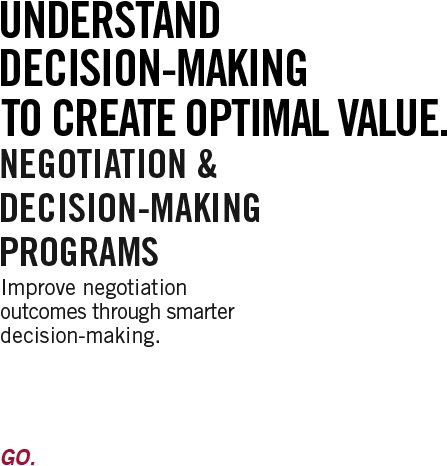 UNDERSTAND
DECISION-MAKING
TO CREATE OPTIMAL VALUE.
NEGOTIATION &
DECISION-MAKING
PROGRAMS
Improve negotiation
outcomes through smarter
decision-making.
GO.